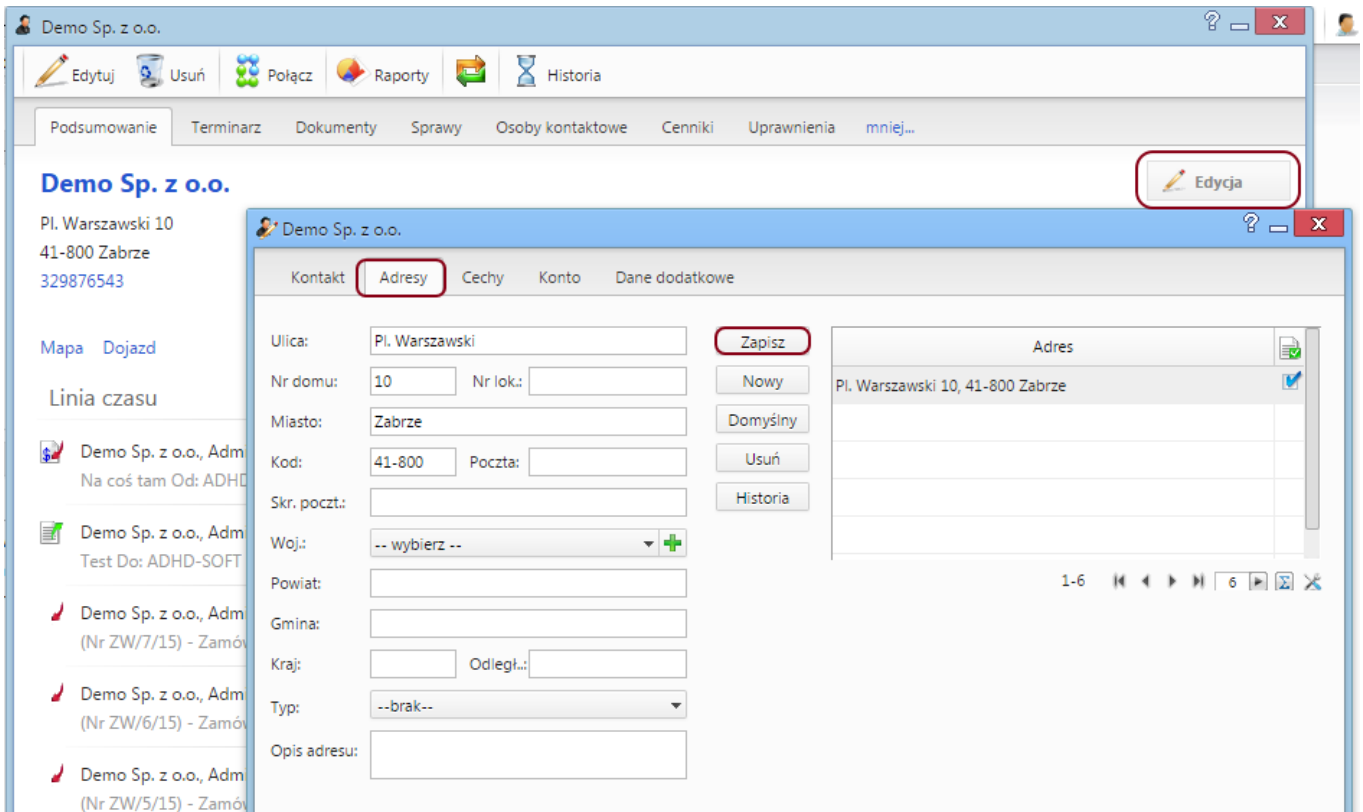 Demo Sp. z o.o.
Edytuj Usuń Połącz Raporty Historia
Podsumowanie Terminarz Dokumenty Sprawy Osoby kontaktowe Cenniki Uprawnienia mniej...
Demo Sp. z o.o.
Edycja
Pl. Warszawski 10
41-800 Zabrze
329876543
Mapa Dojazd
Linia czasu
Demo Sp. z o.o., Adm
Na coś tam Od: ADHD
Demo Sp. z o.o., Adm
Test Do: ADHD-SOFT
Demo Sp. z o.o., Adm
(Nr ZW/7/15) - Zamów
Demo Sp. z o.o., Adm
(Nr ZW/6/15) - Zamów
Demo Sp. z o.o., Adm
(Nr ZW/5/15) - Zamów
Demo Sp. z o.o.
Kontakt Adresy Cechy Konto Dane dodatkowe
Ulica: Pl. Warszawski
Nr domu: 10 Nr lok.:
Miasto: Zabrze
Kod: 41-800 Poczta:
Skr. poczt.:
Woj.: -- wybierz --
Powiat:
Gmina:
Kraj: Odległ..:
Typ: --brak--
Opis adresu:
Zapisz
Nowy
Domyślny
Usuń
Historia
Adres
Pl. Warszawski 10, 41-800 Zabrze
1-6 6